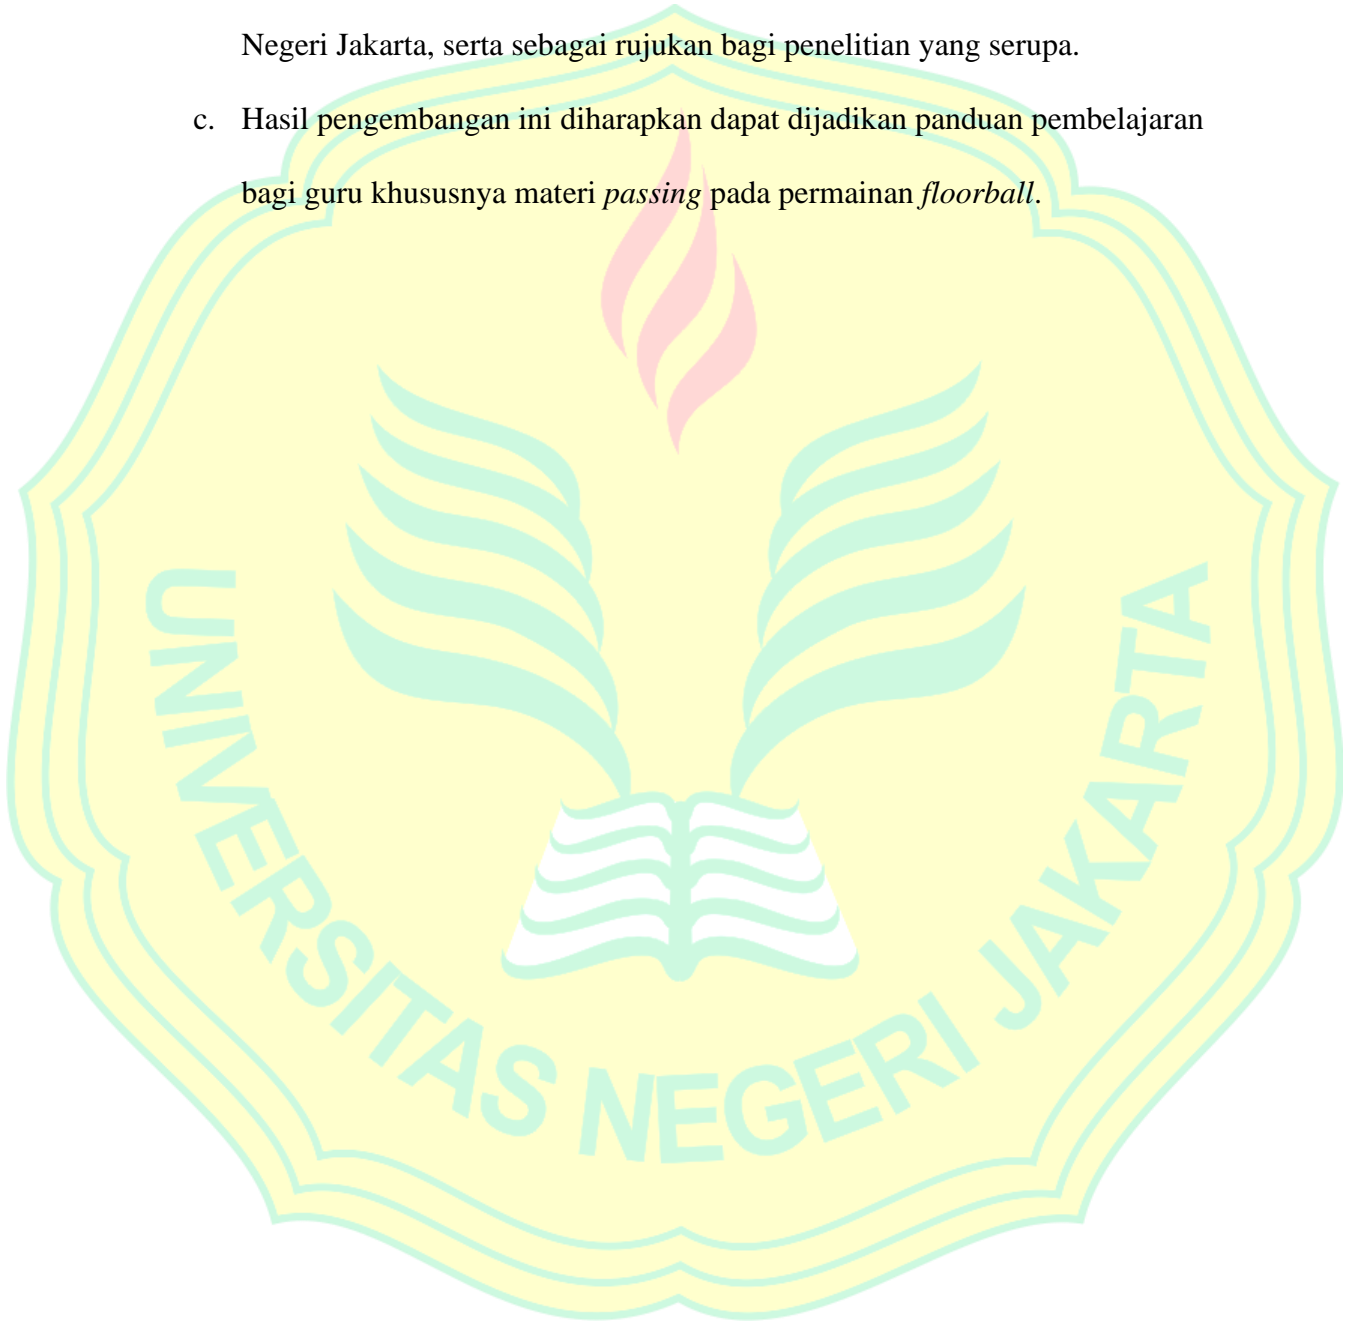 Negeri Jakarta, serta sebagai rujukan bagi penelitian yang serupa.
c. Hasil pengembangan ini diharapkan dapat dijadikan panduan pembelajaran
bagi guru khususnya materi passing pada permainan floorball.
UNIVERSITAS NEGERI JAKARTA